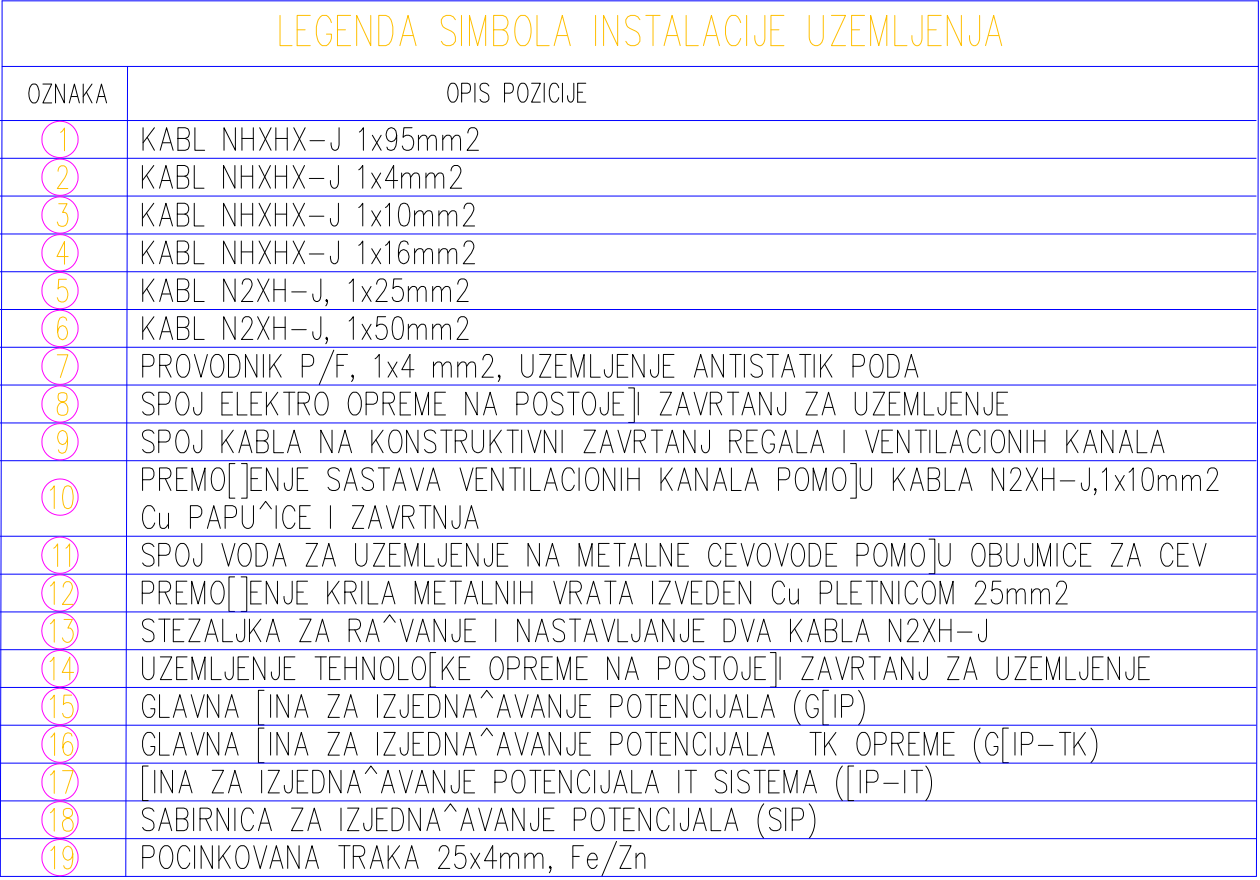 LEGENDA SIMBOLA INSTALACIJE UZEMLJENJA
OZNAKA OPIS POZICIJE
1 KABL NHXHX-J 1x95mm2
2 KABL NHXHX-J 1x4mm2
3 KABL NHXHX-J 1x10mm2
4 KABL NHXHX-J 1x16mm2
5 KABL N2XH-J, 1x25mm2
6 KABL N2XH-J, 1x50mm2
7 PROVODNIK P/F, 1x4 mm2, UZEMLJENJE ANTISTATIK PODA
8 SPOJ ELEKTRO OPREME NA POSTOJE]I ZAVRTANJ ZA UZEMLJENJE
9 SPOJ KABLA NA KONSTRUKTIVNI ZAVRTANJ REGALA I VENTILACIONIH KANALA
10 PREMO[]ENJE SASTAVA VENTILACIONIH KANALA POMO]U KABLA N2XH-J,1x10mm2
Cu PAPU^ICE I ZAVRTNJA
11 SPOJ VODA ZA UZEMLJENJE NA METALNE CEVOVODE POMO]U OBUJMICE ZA CEV
12 PREMO[]ENJE KRILA METALNIH VRATA IZVEDEN Cu PLETNICOM 25mm2
13 STEZALJKA ZA RA^VANJE I NASTAVLJANJE DVA KABLA N2XH-J
14 UZEMLJENJE TEHNOLO[KE OPREME NA POSTOJE]I ZAVRTANJ ZA UZEMLJENJE
15 GLAVNA [INA ZA IZJEDNA^AVANJE POTENCIJALA (G[IP)
16 GLAVNA [INA ZA IZJEDNA^AVANJE POTENCIJALA TK OPREME (G[IP-TK)
17 [INA ZA IZJEDNA^AVANJE POTENCIJALA IT SISTEMA ([IP-IT)
18 SABIRNICA ZA IZJEDNA^AVANJE POTENCIJALA (SIP)
19 POCINKOVANA TRAKA 25x4mm, Fe/Zn